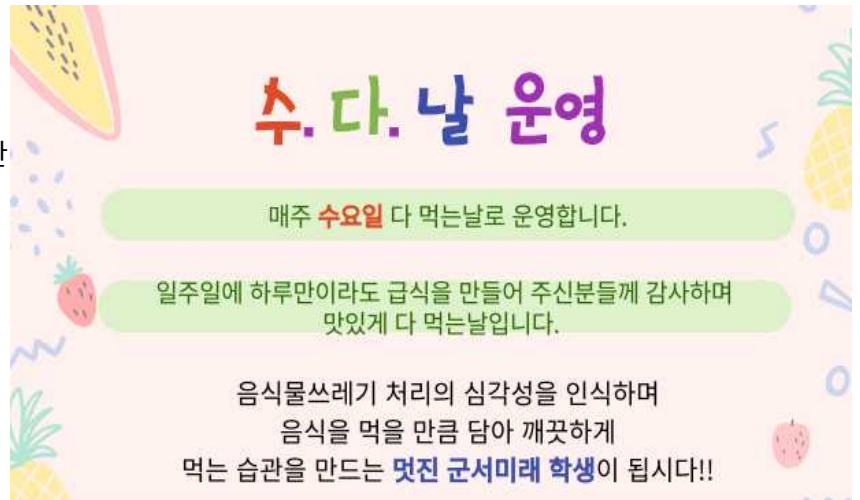 수.다.날 운영
매주 수요일 다 먹는날로 운영합니다.
일주일에 하루만이라도 급식을 만들어 주신분들께 감사하며
맛있게 다 먹는날입니다.
음식물쓰레기 처리의 심각성을 인식하며
음식을 먹을 만큼 담아 깨끗하게
먹는 습관을 만드는 멋진 군서미래 학생이 됩시다!!